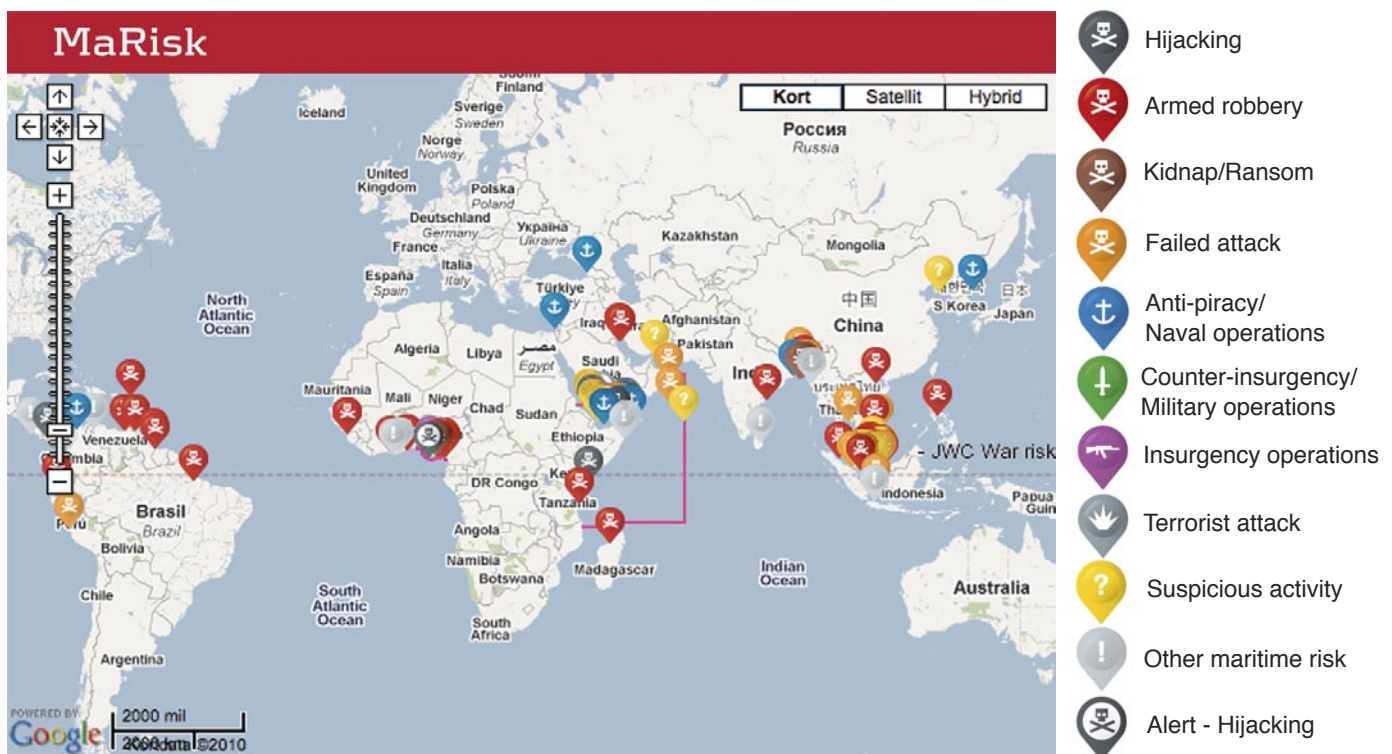 MaRisk
Kort
Satellit
Hybrid
Suomi
Finland
Iceland
Sverige
Sweden
Norge
Norway
Россия
Russia
United
Kingdom
Polska
Poland
Deutschland
Germany
Україна
Ukraine
France
Kazakhstan
Mongolia
Italia
Italy
España
Spain
Türkiye
North
Atlantic
Ocean
中国
China
S Korea
日本
Japan
Iraq
Afghanistan
Pakistan
Algeria
Libya
مصر
Egypt
Saudi
Mauritania
Mali
Niger
Chad
Sudan
Venezuela
Ethiopia
- JWC War risk
DR Congo
Tanzania
Indonesia
Papua
Brasil
Brazil
Perú
Angola
Bolivia
Namibia
Botswana
Madagascar
Indian
Ocean
Australia
Chile
South
Atlantic
Ocean
South
Africa
Argentina
POWERED BY
Google
2000 mil
©2010
Hijacking
Armed robbery
Kidnap/Ransom
Failed attack
Anti-piracy/
Naval operations
Counter-insurgency/
Military operations
Insurgency operations
Terrorist attack
Suspicious activity
Other maritime risk
Alert - Hijacking